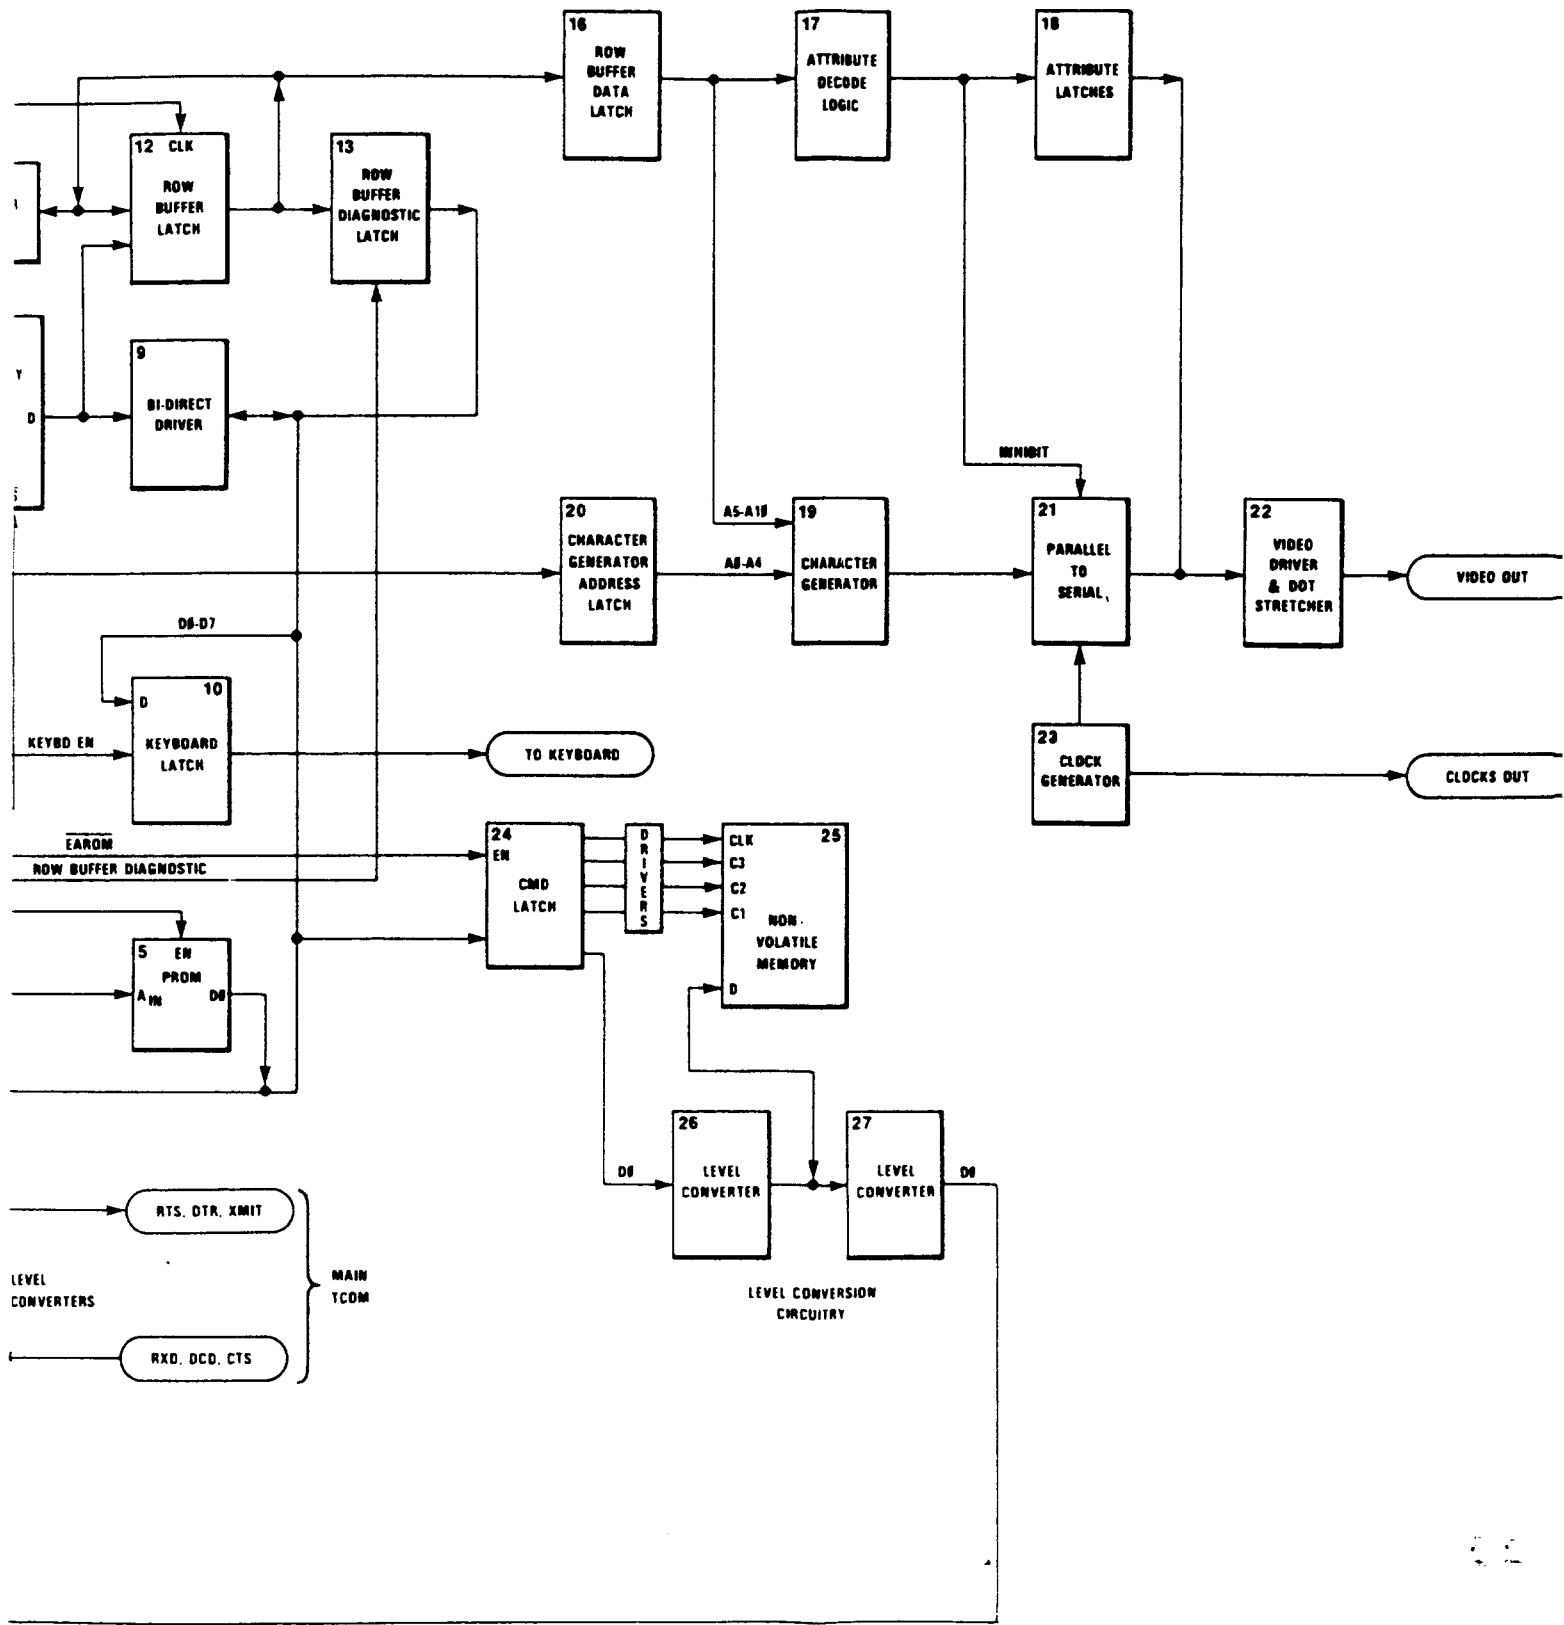 16
ROW
BUFFER
DATA
LATCH
17
ATTRIBUTE
DECODE
LOGIC
18
ATTRIBUTE
LATCHES
12 CLK
ROW
BUFFER
LATCH
13
ROW
BUFFER
DIAGNOSTIC
LATCH
9
BI-DIRECT
DRIVER
Y
D
INHIBIT
20
CHARACTER
GENERATOR
ADDRESS
LATCH
A5-A10
A0-A4
19
CHARACTER
GENERATOR
21
PARALLEL
TO
SERIAL
22
VIDEO
DRIVER
& DOT
STRETCHER
VIDEO OUT
D0-D7
10
D
KEYBOARD
LATCH
KEYBD EN
TO KEYBOARD
23
CLOCK
GENERATOR
CLOCKS OUT
EAROM
ROW BUFFER DIAGNOSTIC
24
EN
CMD
LATCH
DRIVERS
25
CLK
C3
C2
C1
NON-
VOLATILE
MEMORY
D
5 EN
PROM
A IN D0
D0
26
LEVEL
CONVERTER
27
LEVEL
CONVERTER
D0
LEVEL CONVERSION
CIRCUITRY
RTS, DTR, XMIT
LEVEL
CONVERTERS
MAIN
TCOM
RXD, DCD, CTS